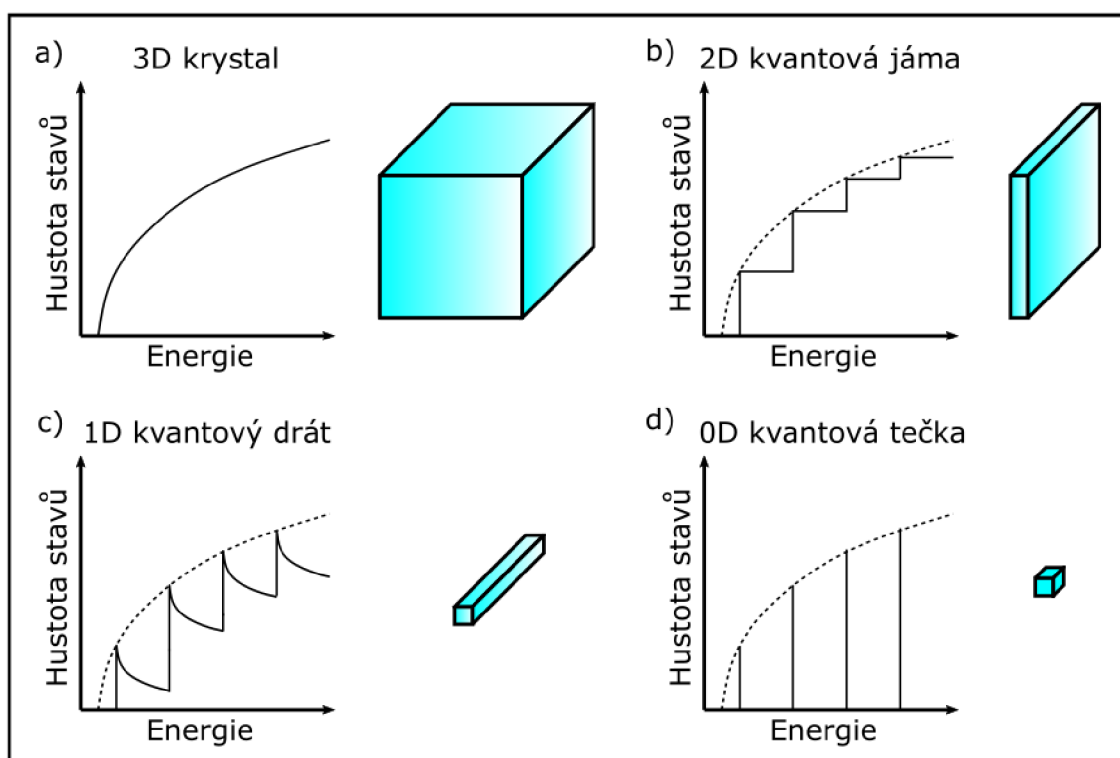 a)
3D krystal
Hustota stavů
Energie
b)
2D kvantová jáma
Hustota stavů
Energie
c)
1D kvantový drát
Hustota stavů
Energie
d)
0D kvantová tečka
Hustota stavů
Energie